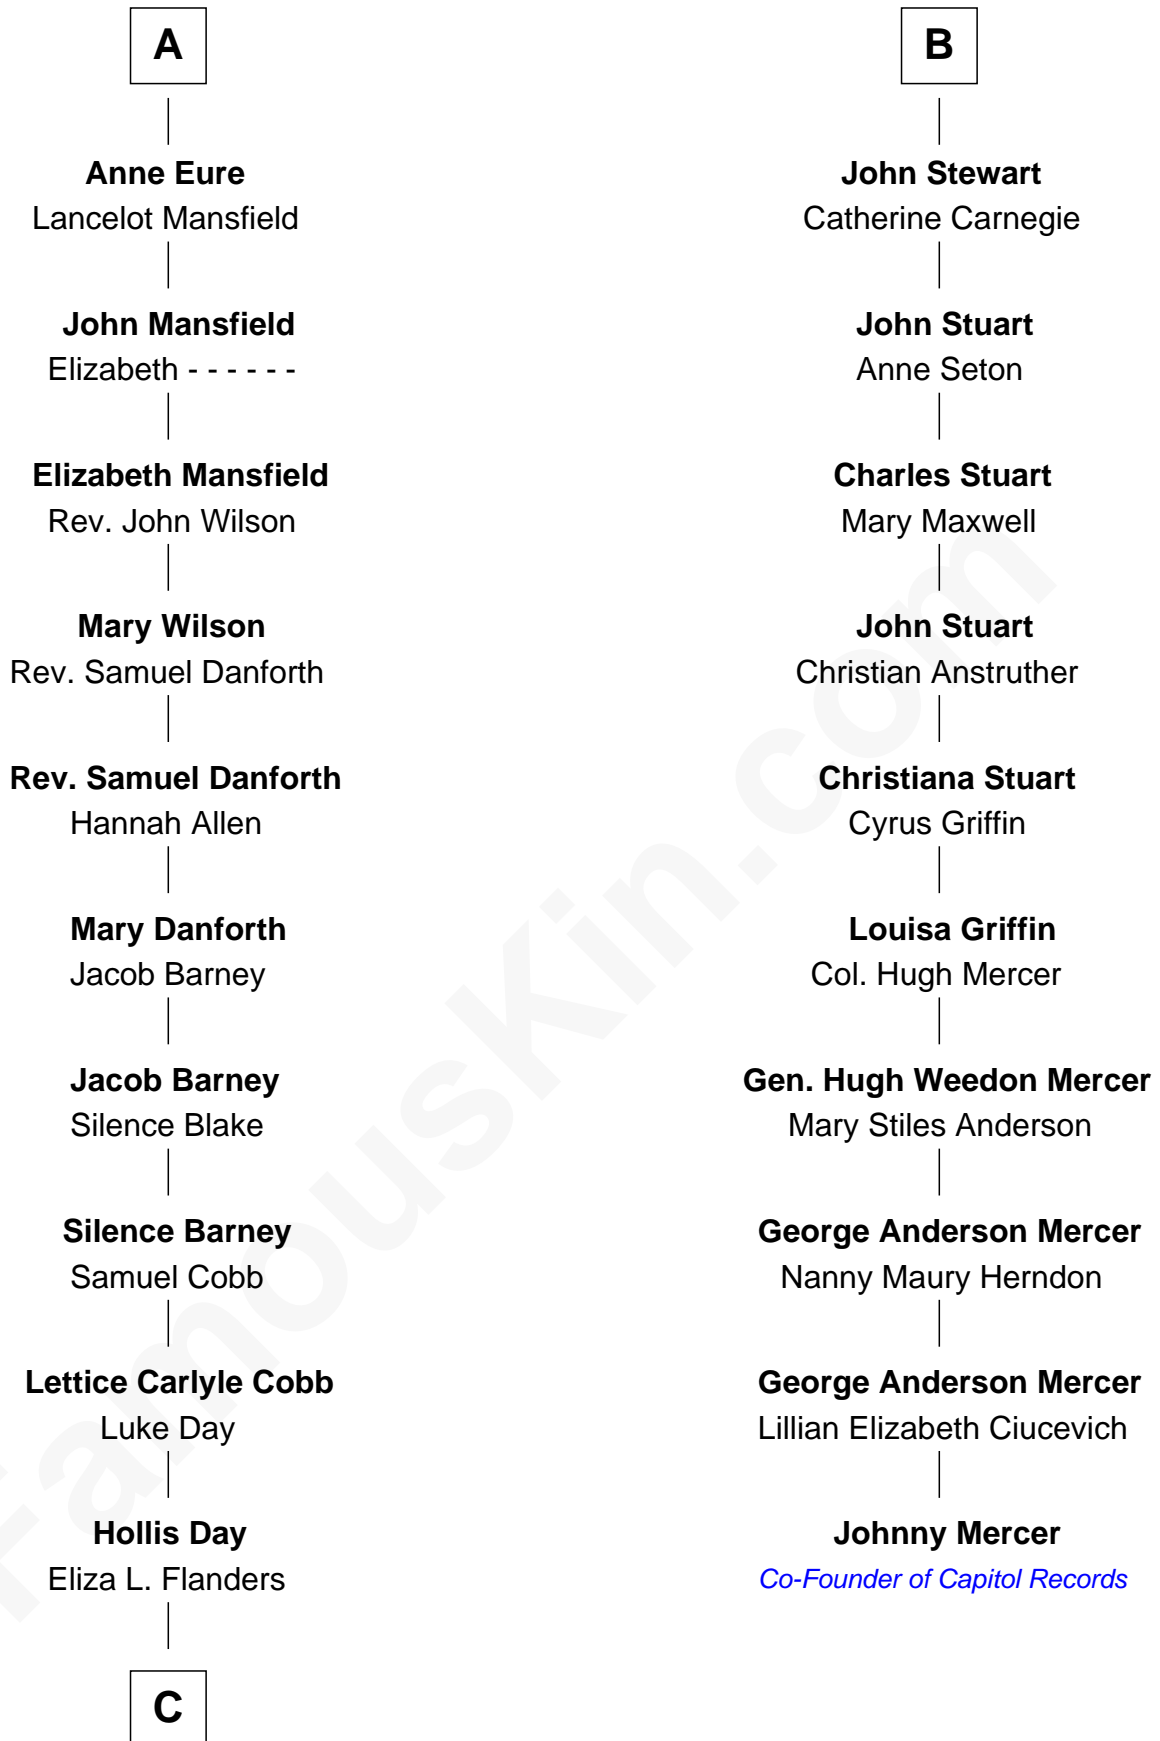 A
Anne Eure
Lancelot Mansfield
John Mansfield
Elizabeth - - - - - -
Elizabeth Mansfield
Rev. John Wilson
Mary Wilson
Rev. Samuel Danforth
Rev. Samuel Danforth
Hannah Allen
Mary Danforth
Jacob Barney
Jacob Barney
Silence Blake
Silence Barney
Samuel Cobb
Lettice Carlyle Cobb
Luke Day
Hollis Day
Eliza L. Flanders
C
B
John Stewart
Catherine Carnegie
John Stuart
Anne Seton
Charles Stuart
Mary Maxwell
John Stuart
Christian Anstruther
Christiana Stuart
Cyrus Griffin
Louisa Griffin
Col. Hugh Mercer
Gen. Hugh Weedon Mercer
Mary Stiles Anderson
George Anderson Mercer
Nanny Maury Herndon
George Anderson Mercer
Lillian Elizabeth Ciucevich
Johnny Mercer
Co-Founder of Capitol Records
FamousKin.com